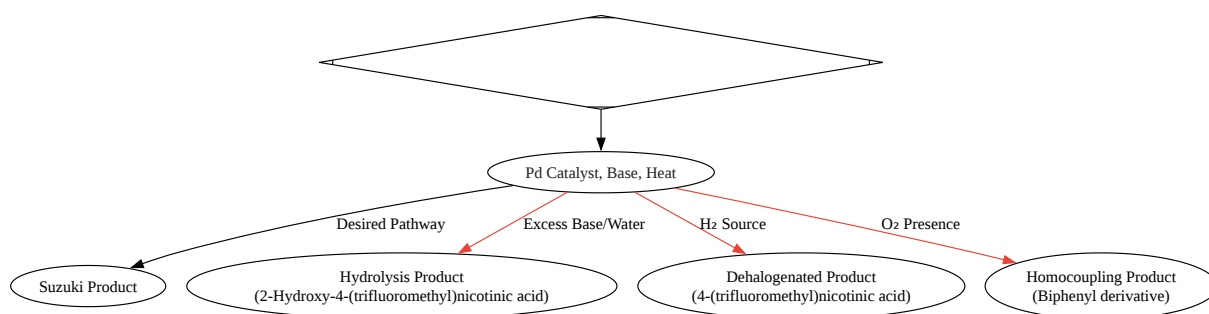 Pd Catalyst, Base, Heat
Desired Pathway
Excess Base/Water
H₂ Source
O₂ Presence
Suzuki Product
Hydrolysis Product
(2-Hydroxy-4-(trifluoromethyl)nicotinic acid)
Dehalogenated Product
(4-(trifluoromethyl)nicotinic acid)
Homocoupling Product
(Biphenyl derivative)